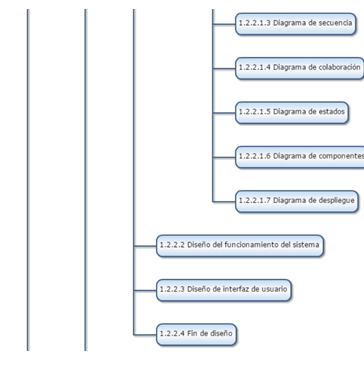 1.2.2.1.3 Diagrama de secuencia
1.2.2.1.4 Diagrama de colaboración
1.2.2.1.5 Diagrama de estados
1.2.2.1.6 Diagrama de componentes
1.2.2.1.7 Diagrama de despliegue
1.2.2.2 Diseño del funcionamiento del sistema
1.2.2.3 Diseño de interfaz de usuario
1.2.2.4 Fin de diseño